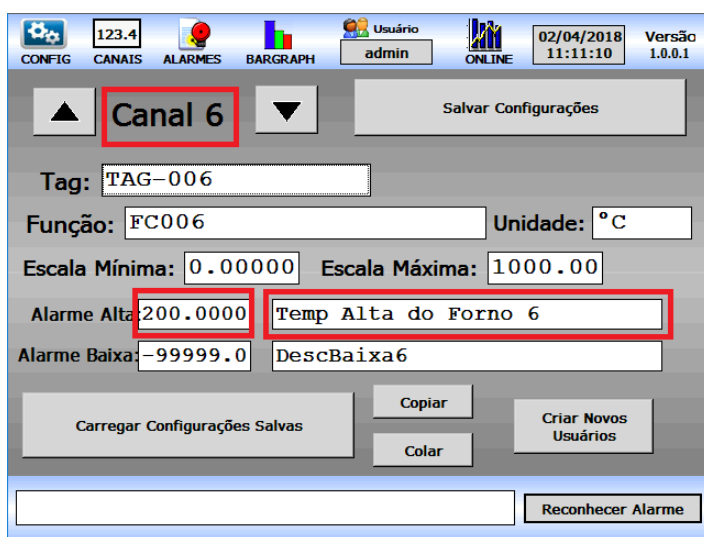 123.4
Usuário
02/04/2018
Versão
CONFIG CANAIS ALARMES BARGRAPH admin ONLINE 11:11:10 1.0.0.1
Canal 6 Salvar Configurações
Tag: TAG-006
Função: FC006 Unidade: °C
Escala Mínima: 0.00000 Escala Máxima: 1000.00
Alarme Alta: 200.0000 Temp Alta do Forno 6
Alarme Baixa: -99999.0 DescBaixa6
Carregar Configurações Salvas
Copiar
Colar
Criar Novos
Usuários
Reconhecer Alarme